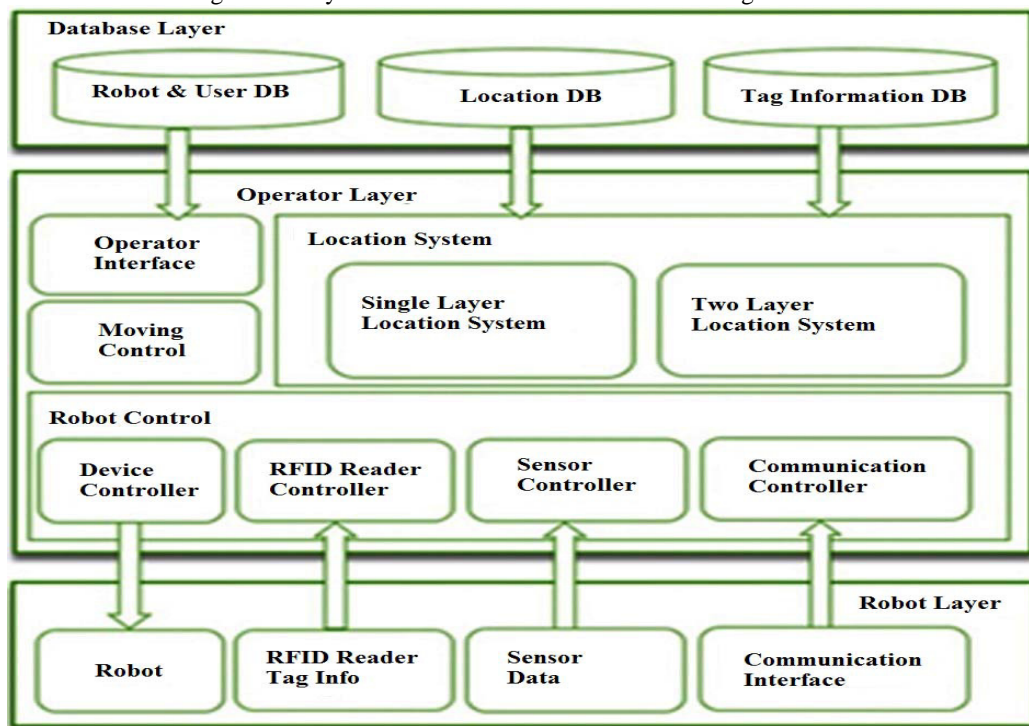 Database Layer
Robot & User DB
Location DB
Tag Information DB
Operator Layer
Operator
Interface
Location System
Single Layer
Location System
Two Layer
Location System
Moving
Control
Robot Control
Device
Controller
RFID Reader
Controller
Sensor
Controller
Communication
Controller
Robot Layer
Robot
RFID Reader
Tag Info
Sensor
Data
Communication
Interface